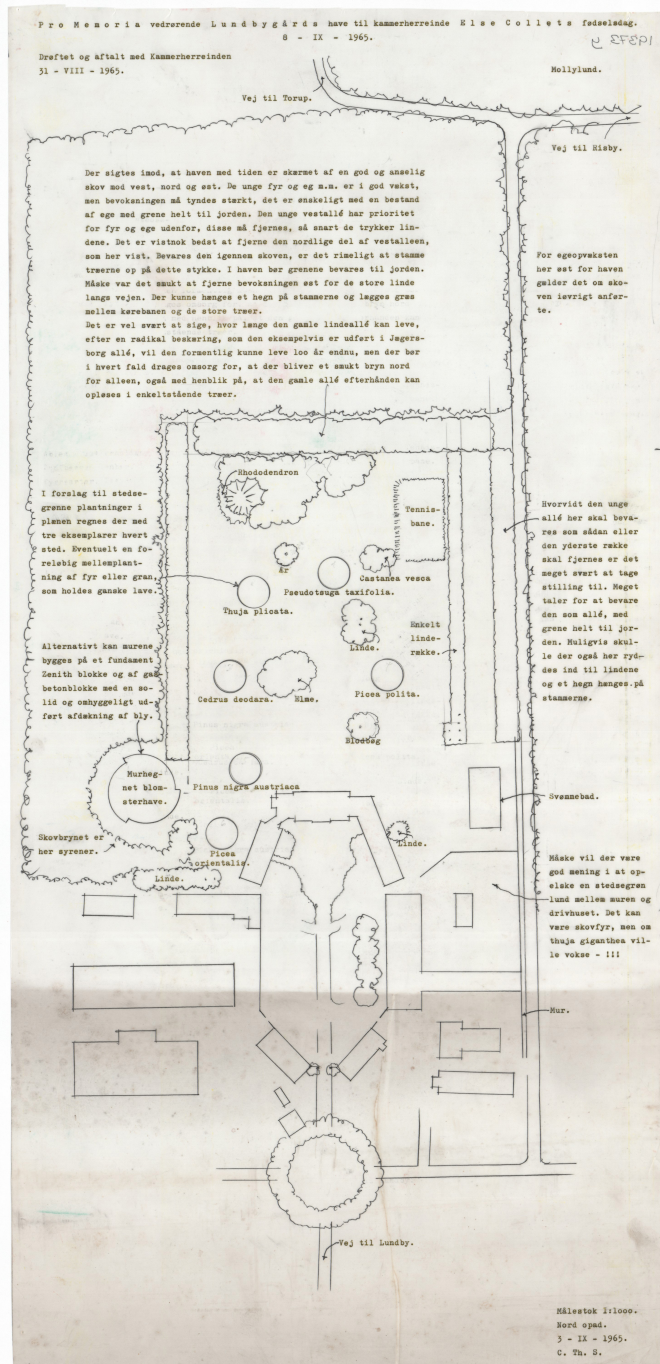 Pro Memoria vedrørende Lundbygårds have til kammerherreinde Else Collets fødselsdag.
8 - IX - 1965.
Drøftet og aftalt med Kammerherreinden
31 - VIII - 1965.
Mollylund.
Vej til Torup.
Vej til Risby.
Der sigtes imod, at haven med tiden er skærmet af en god og anselig
skov mod vest, nord og øst. De unge fyr og eg m.m. er i god vækst,
men bevoksningen må tyndes stærkt, det er ønskeligt med en bestand
af ege med grene helt til jorden. Den unge vestallé har prioritet
for fyr og ege udenfor, disse må fjernes, så snart de trykker lin-
dene. Det er vistnok bedst at fjerne den nordlige del af vestalleen,
som her vist. Bevares den igennem skoven, er det rimeligt at stamme
træerne op på dette stykke. I haven bør grenene bevares til jorden.
Måske var det smukt at fjerne bevoksningen øst for de store linde
langs vejen. Der kunne hænges et hegn på stammerne og lægges græs
mellem kørebanen og de store træer.
Det er vel svært at sige, hvor længe den gamle lindeallé kan leve,
efter en radikal beskæring, som den eksempelvis er udført i Jægers-
borg allé, vil den formentlig kunne leve loo år endnu, men der bør
i hvert fald drages omsorg for, at der bliver et smukt bryn nord
for alleen, også med henblik på, at den gamle allé efterhånden kan
opløses i enkeltstående træer.
For egeopvæksten
her øst for haven
gælder det om sko-
ven iøvrigt anfør-
te.
Rhododendron
Tennis-
bane.
I forslag til stedse-
grønne plantninger i
plænen regnes der med
tre eksemplarer hvert
sted. Eventuelt en fo-
reløbig mellemplant-
ning af fyr eller gran,
som holdes ganske lave.
Ær
Castanea vesca
Pseudotsuga taxifolia.
Thuja plicata.
Hvorvidt den unge
allé her skal beva-
res som sådan eller
den yderste række
skal fjernes er det
meget svært at tage
stilling til. Meget
taler for at bevare
den som allé, med
grene helt til jor-
den. Muligvis skul-
le der også her ryd-
des ind til lindene
og et hegn hænges på
stammerne.
Enkelt
linde-
række.
Linde.
Alternativt kan murene
bygges på et fundament
Zenith blokke og af gas
betonblokke med en so-
lid og omhyggeligt ud-
ført afdækning af bly.
Cedrus deodara.
Elme.
Picea polita.
Blodbøg
Murheg-
net blom-
sterhave.
Pinus nigra austriaca
Svømmebad.
Skovbrynet er
her syrener.
Picea
orientalis.
Linde.
Linde.
Måske vil der være
god mening i at op-
elske en stedsegrøn
lund mellem muren og
drivhuset. Det kan
være skovfyr, men om
thuja giganthea vil-
le vokse - !!!
Mur.
Vej til Lundby.
Målestok 1:1ooo.
Nord opad.
3 - IX - 1965.
C. Th. S.